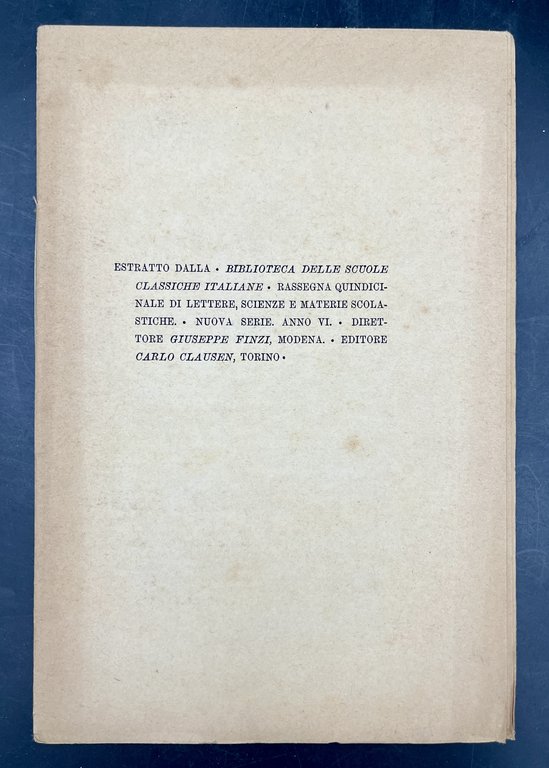 ESTRATTO DALLA • BIBLIOTECA DELLE SCUOLE
CLASSICHE ITALIANE • RASSEGNA QUINDICI-
NALE DI LETTERE, SCIENZE E MATERIE SCOLA-
STICHE. • NUOVA SERIE. ANNO VI. • DIRET-
TORE GIUSEPPE FINZI, MODENA. • EDITORE
CARLO CLAUSEN, TORINO •